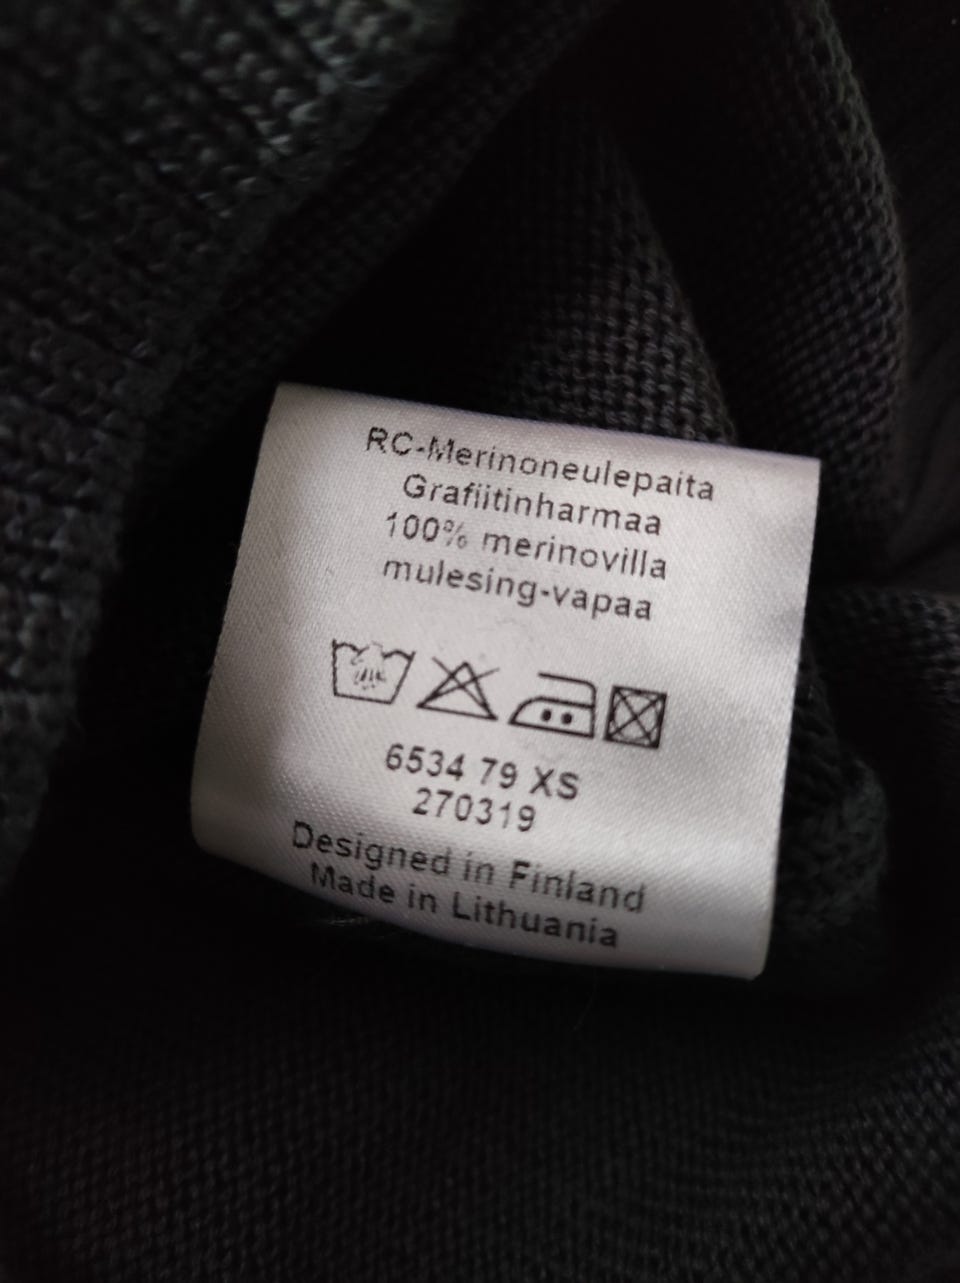 RC-Merinoneulepaita
Grafiitinharmaa
100% merinovilla
mulesing-vapaa
6534 79 XS
270319
Designed in Finland
Made in Lithuania